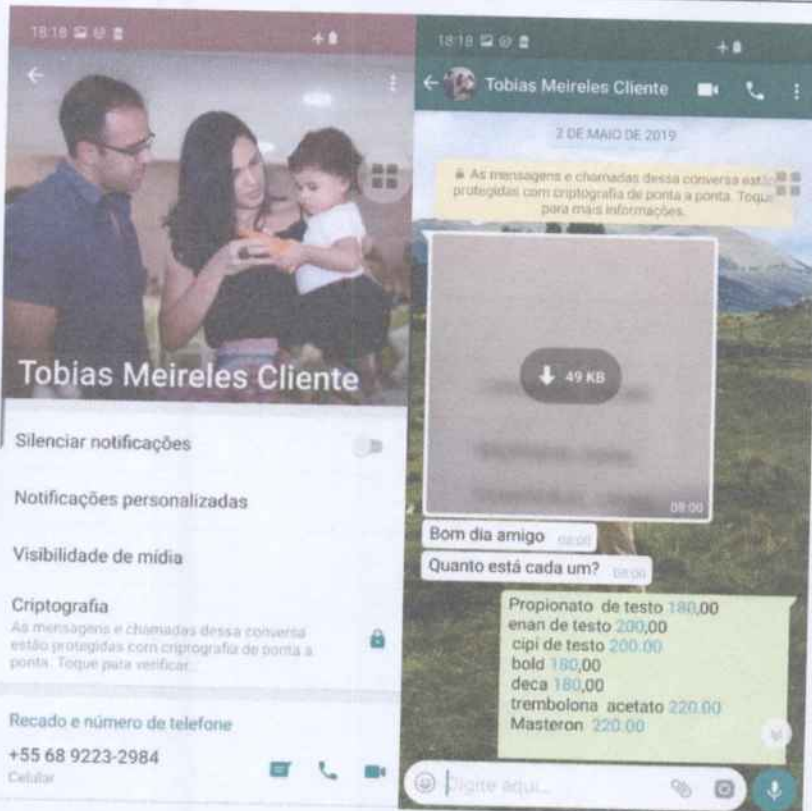 18:18
Tobias Meireles Cliente
Silenciar notificações
Notificações personalizadas
Visibilidade de mídia
Criptografia
As mensagens e chamadas dessa conversa
estão protegidas com criptografia de ponta a
ponta. Toque para verificar.
Recado e número de telefone
+55 68 9223-2984
Celular
18:18
Tobias Meireles Cliente
2 DE MAIO DE 2019
As mensagens e chamadas dessa conversa estão
protegidas com criptografia de ponta a ponta. Toque
para mais informações.
49 KB
08:00
Bom dia amigo 08:00
Quanto está cada um? 08:00
Propionato de testo 180,00
enan de testo 200,00
cipi de testo 200.00
bold 180,00
deca 180,00
trembolona acetato 220.00
Masteron 220.00
Digite aqui...